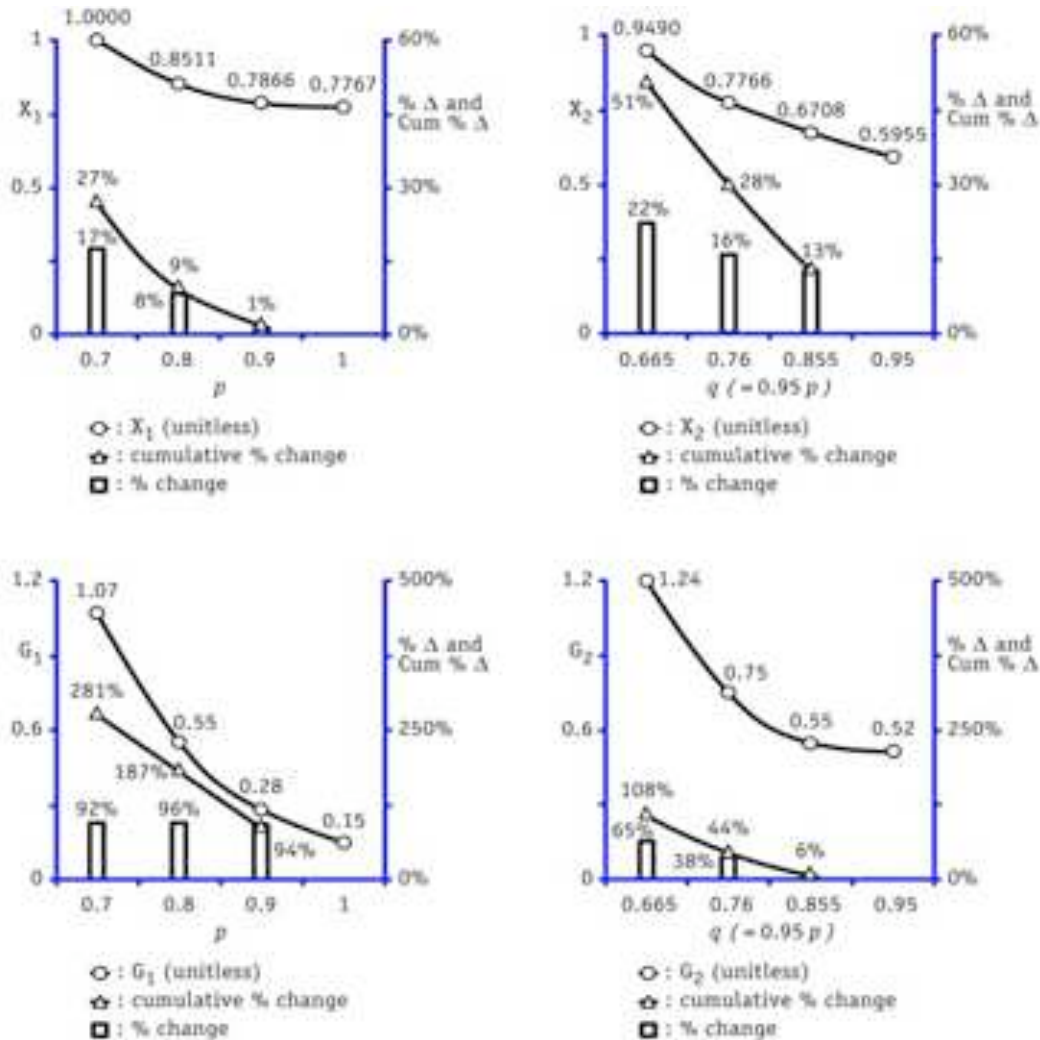 1.0000
1
60%
0.8511
0.7866
0.7767
X1
% Δ and
Cum % Δ
27%
0.5
30%
17%
9%
8%
1%
0
0%
0.7
0.8
0.9
1
p
: X1 (unitless)
: cumulative % change
: % change
0.9490
1
60%
0.7766
0.6708
0.5955
X2
% Δ and
Cum % Δ
51%
28%
0.5
30%
22%
16%
13%
0
0%
0.665
0.76
0.855
0.95
q (=0.95 p)
: X2 (unitless)
: cumulative % change
: % change
1.2
1.07
500%
G1
% Δ and
Cum % Δ
281%
0.6
0.55
250%
187%
0.28
92%
96%
0.15
94%
0
0%
0.7
0.8
0.9
1
p
: G1 (unitless)
: cumulative % change
: % change
1.2
1.24
500%
G2
% Δ and
Cum % Δ
0.75
0.6
0.55
0.52
250%
108%
65%
44%
38%
6%
0
0%
0.665
0.76
0.855
0.95
q (=0.95 p)
: G2 (unitless)
: cumulative % change
: % change